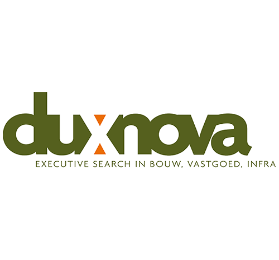 duxnova
EXECUTIVE SEARCH IN BOUW, VASTGOED, INFRA